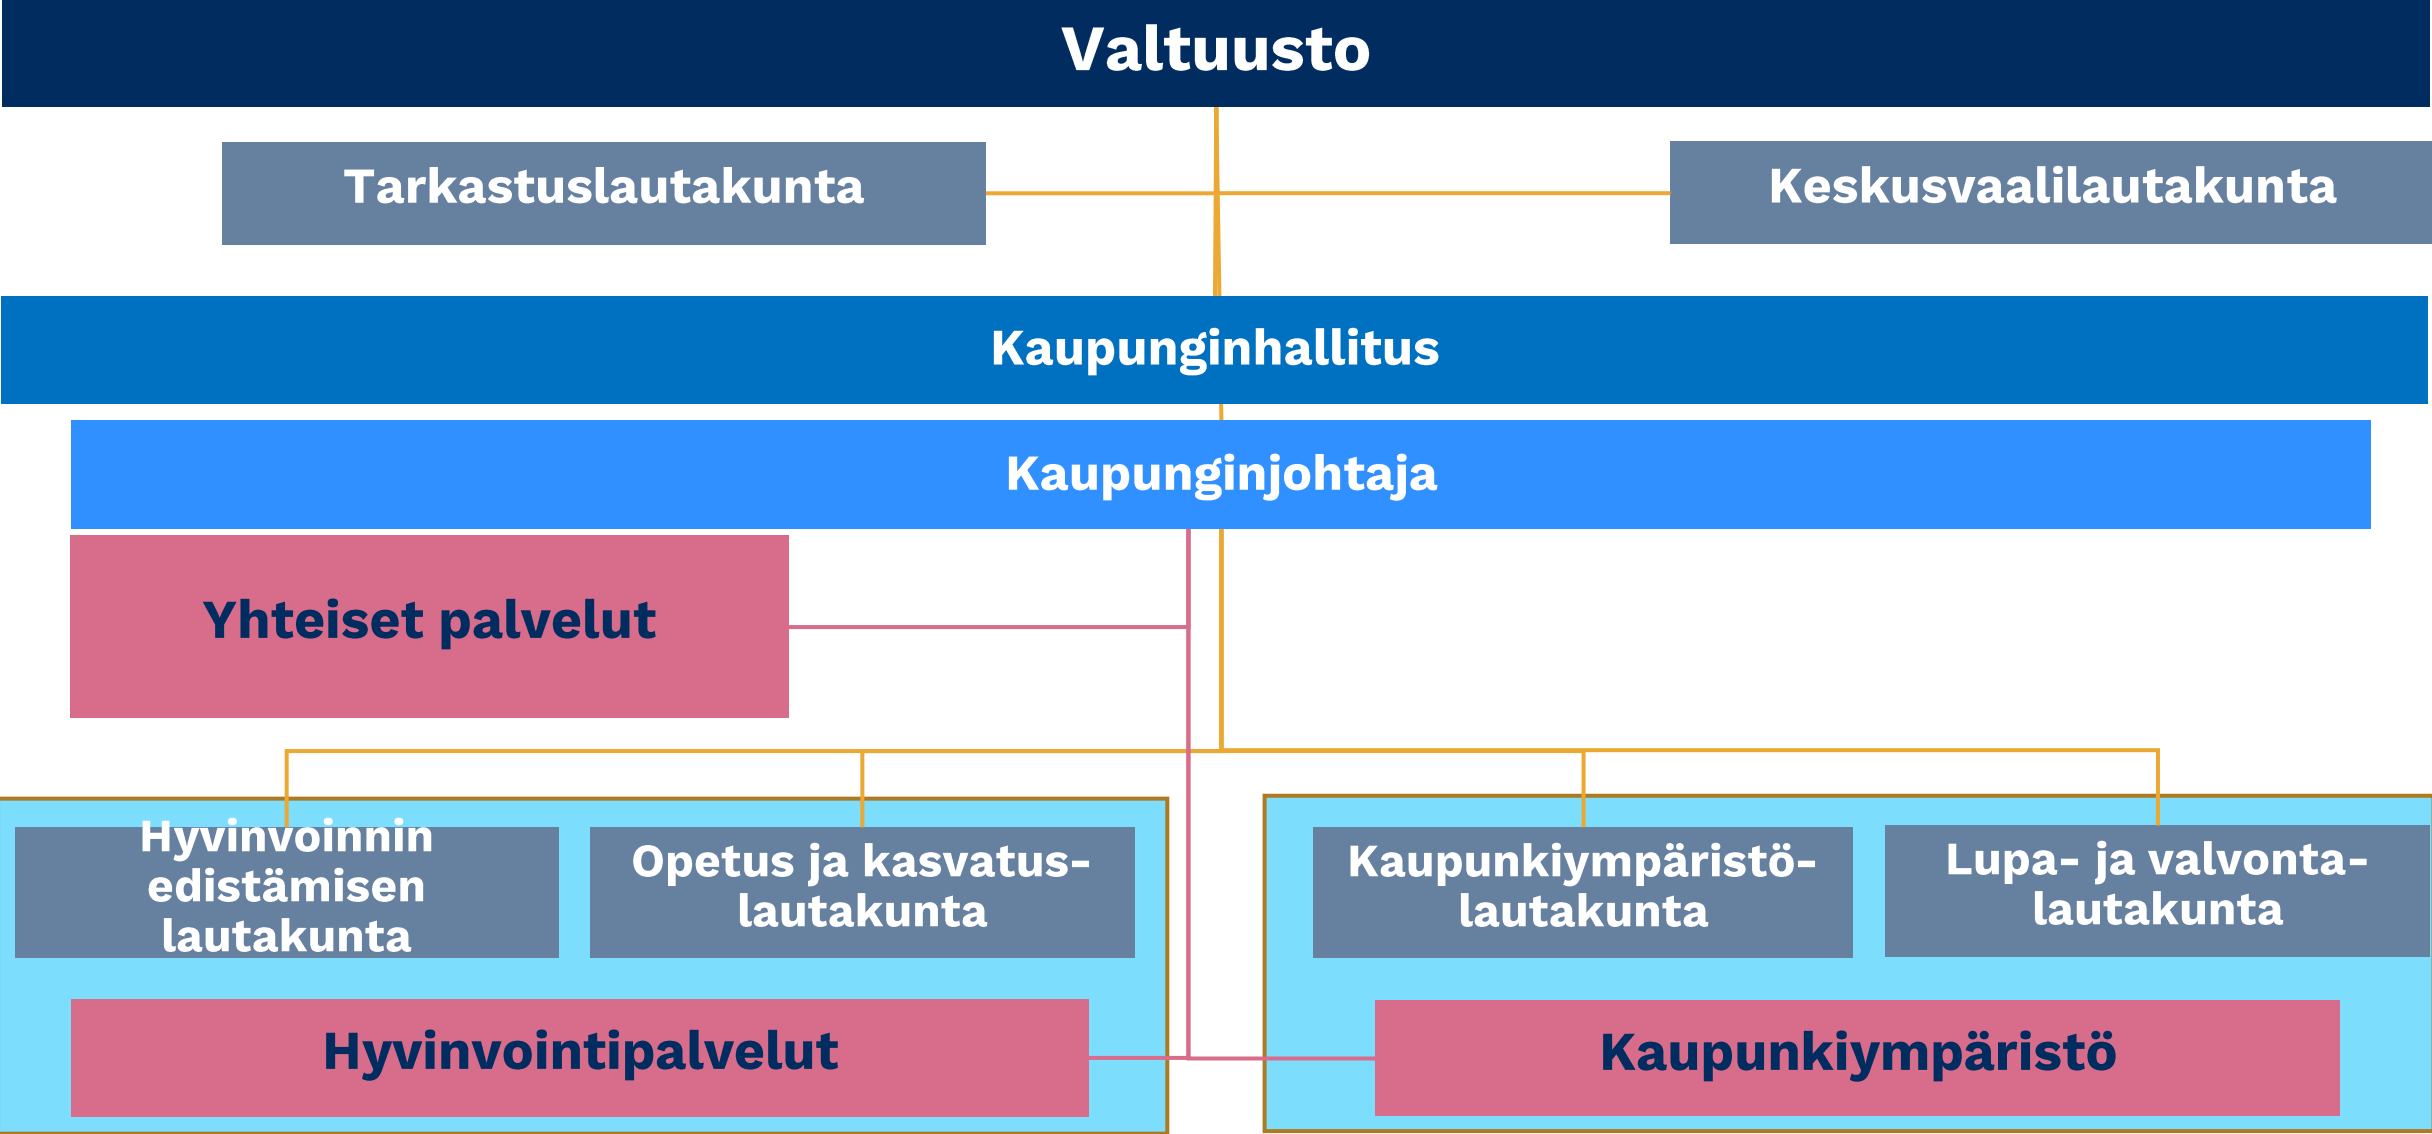 Valtuusto
Tarkastuslautakunta
Keskusvaalilautakunta
Kaupunginhallitus
Kaupunginjohtaja
Yhteiset palvelut
Hyvinvoinnin
edistämisen
lautakunta
Opetus ja kasvatus-
lautakunta
Kaupunkiympäristö-
lautakunta
Lupa- ja valvonta-
lautakunta
Hyvinvointipalvelut
Kaupunkiympäristö